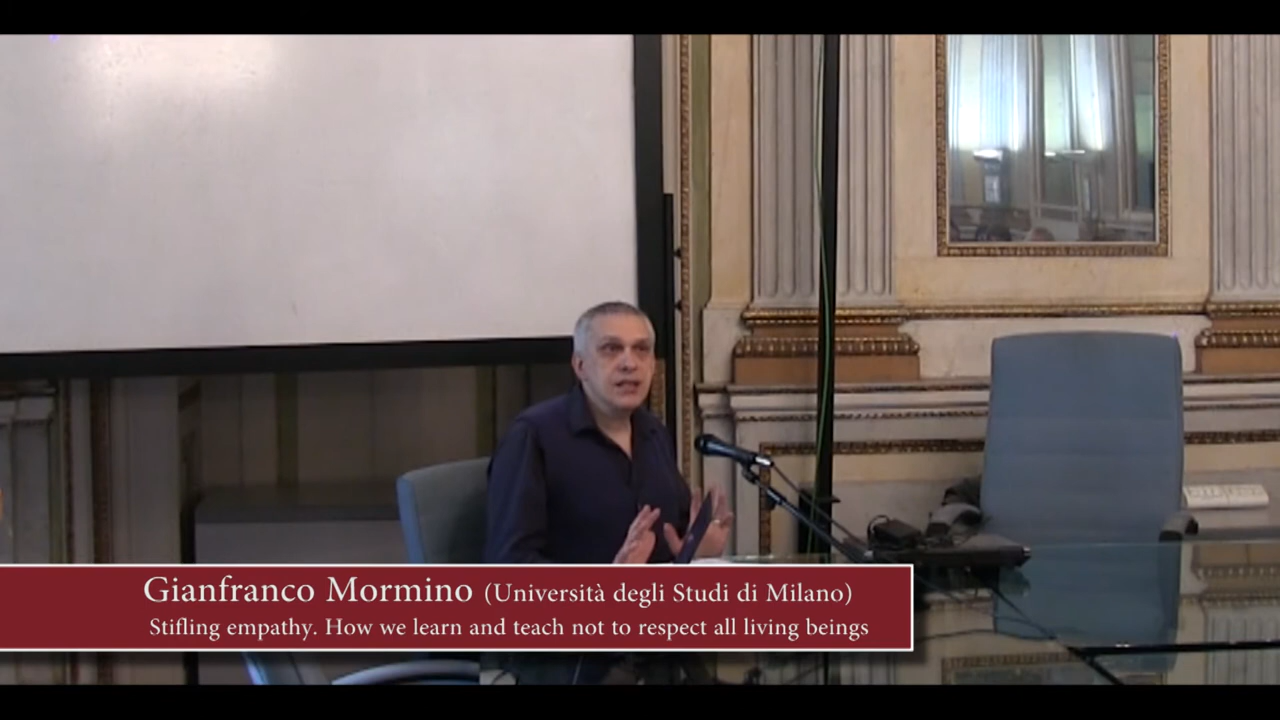 Gianfranco Mormino (Università degli Studi di Milano)
Stifling empathy. How we learn and teach not to respect all living beings